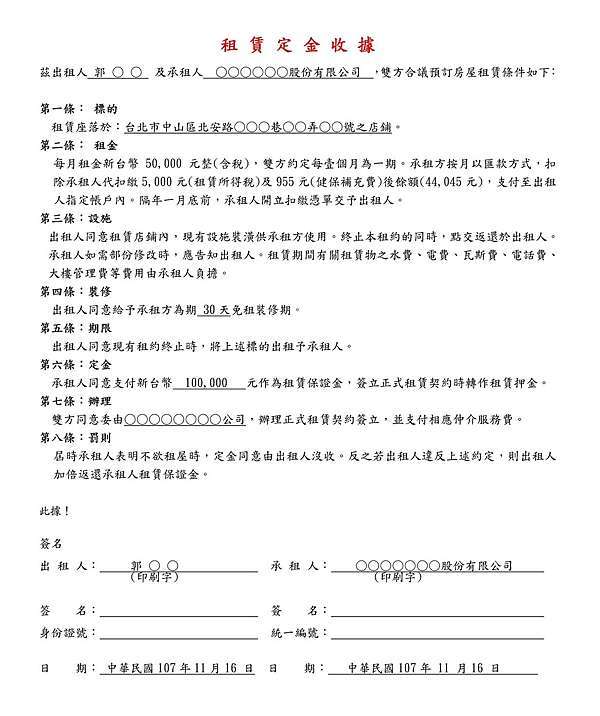 租賃定金收據
茲出租人 郭 ○ ○ 及承租人 ○○○○○○股份有限公司 ，雙方合議預訂房屋租賃條件如下：
第一條： 標的
租賃座落於：台北市中山區北安路○○○巷○○弄○○號之店鋪。
第二條： 租金
每月租金新台幣 50,000 元整(含稅)，雙方約定每壹個月為一期。承租方按月以匯款方式，扣
除承租人代扣繳 5,000 元(租賃所得稅)及 955 元(健保補充費)後餘額(44,045 元)，支付至出租
人指定帳戶內。隔年一月底前，承租人開立扣繳憑單交予出租人。
第三條：設施
出租人同意租賃店鋪內，現有設施裝潢供承租方使用。終止本租約的同時，點交返還於出租人。
承租人如需部份修改時，應告知出租人。租賃期間有關租賃物之水費、電費、瓦斯費、電話費、
大樓管理費等費用由承租人負擔。
第四條：裝修
出租人同意給予承租方為期 30 天免租裝修期。
第五條：期限
出租人同意現有租約終止時，將上述標的出租予承租人。
第六條：定金
承租人同意支付新台幣 100,000 元作為租賃保證金，簽立正式租賃契約時轉作租賃押金。
第七條：辦理
雙方同意委由○○○○○○○○公司，辦理正式租賃契約簽立，並支付相應仲介服務費。
第八條：罰則
屆時承租人表明不欲租屋時，定金同意由出租人沒收。反之若出租人違反上述約定，則出租人
加倍返還承租人租賃保證金。
此據！
簽名
出 租 人： 郭 ○ ○ 承 租 人： ○○○○○○○股份有限公司
(印刷字) (印刷字)
簽 名： 簽 名：
身份證號： 統一編號：
日 期： 中華民國 107 年 11 月 16 日 日 期： 中華民國 107 年 11 月 16 日